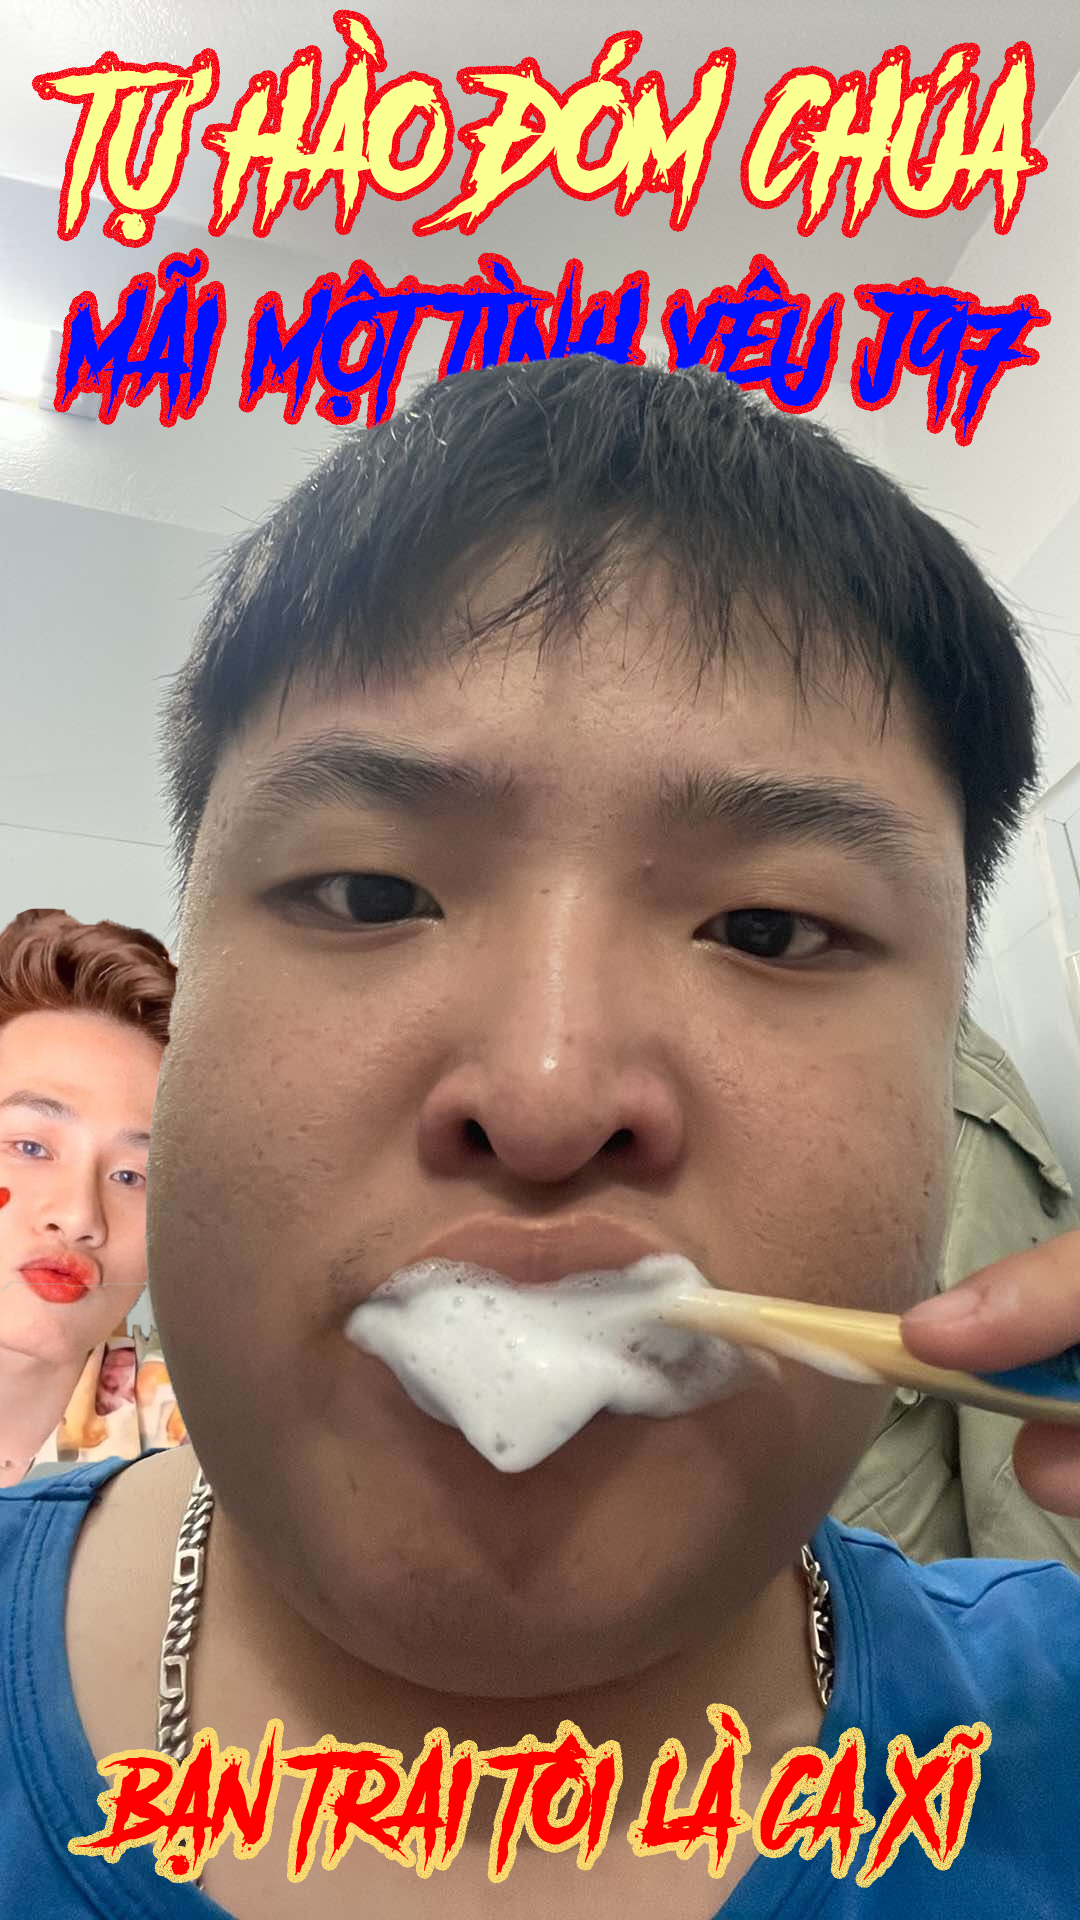 TỰ HÀO ĐÓM CHÚA
MÃI MỘT TÌNH YÊU J97
BẠN TRAI TÔI LÀ CA XĨ